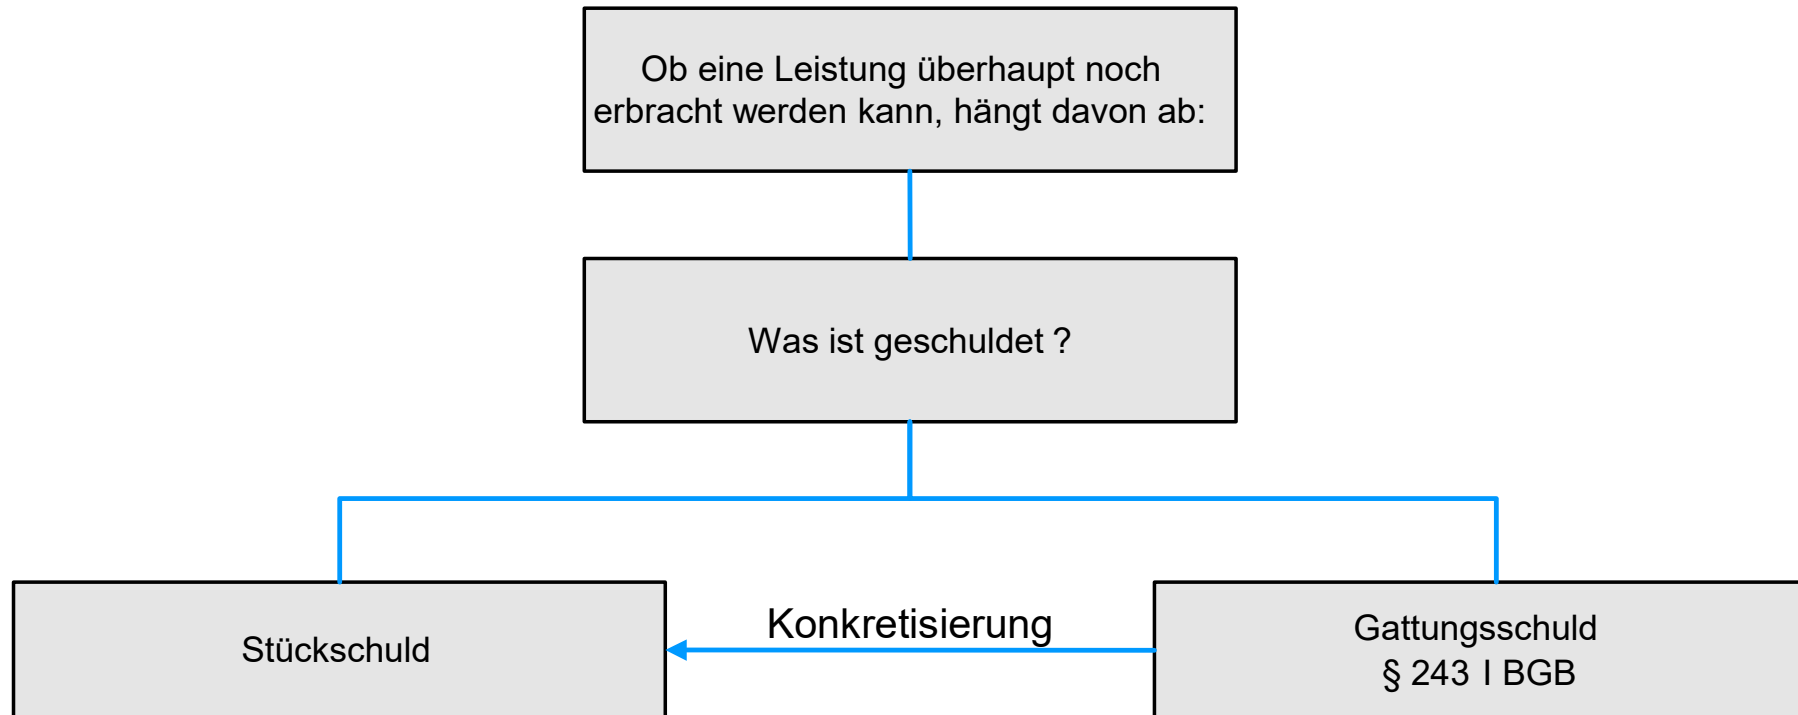 Ob eine Leistung überhaupt noch
erbracht werden kann, hängt davon ab:
Was ist geschuldet ?
Stückschuld
Konkretisierung
Gattungsschuld
§ 243 I BGB